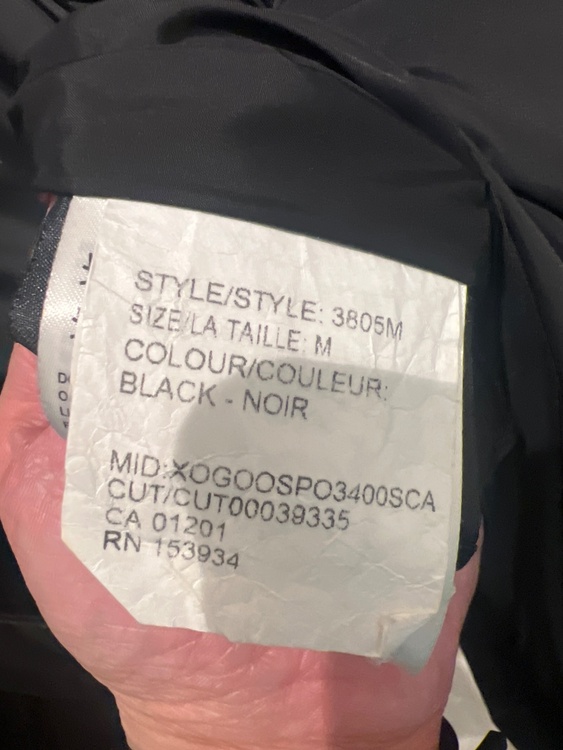 STYLE/STYLE: 3805M
SIZE/LA TAILLE: M
COLOUR/COULEUR:
BLACK - NOIR
MID:XOGOOSPO3400SCA
CUT/CUT00039335
CA 01201
RN 153934